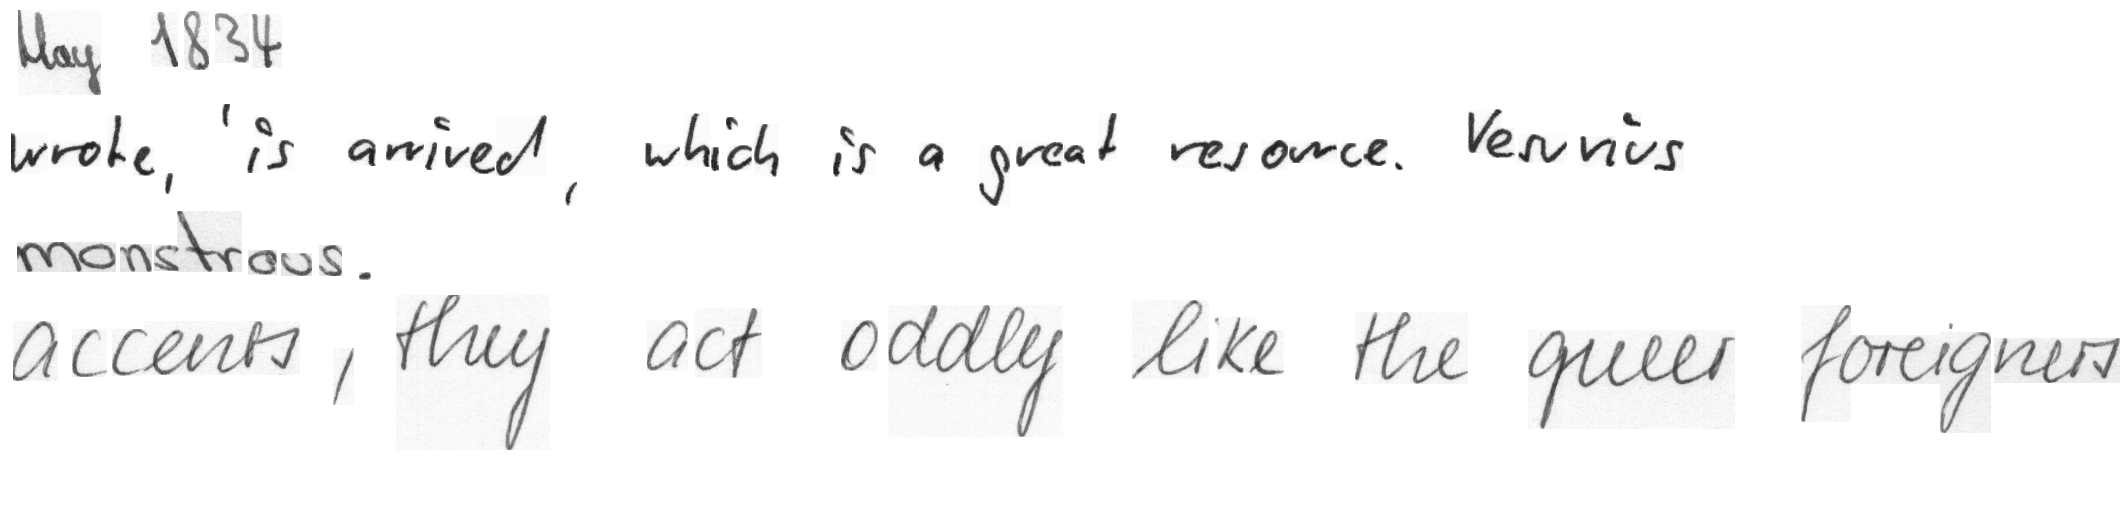 May 1834
wrote, 'is arrived, which is a great resource. Vesuvius
monstrous.
accents, they act oddly like the queer foreigners